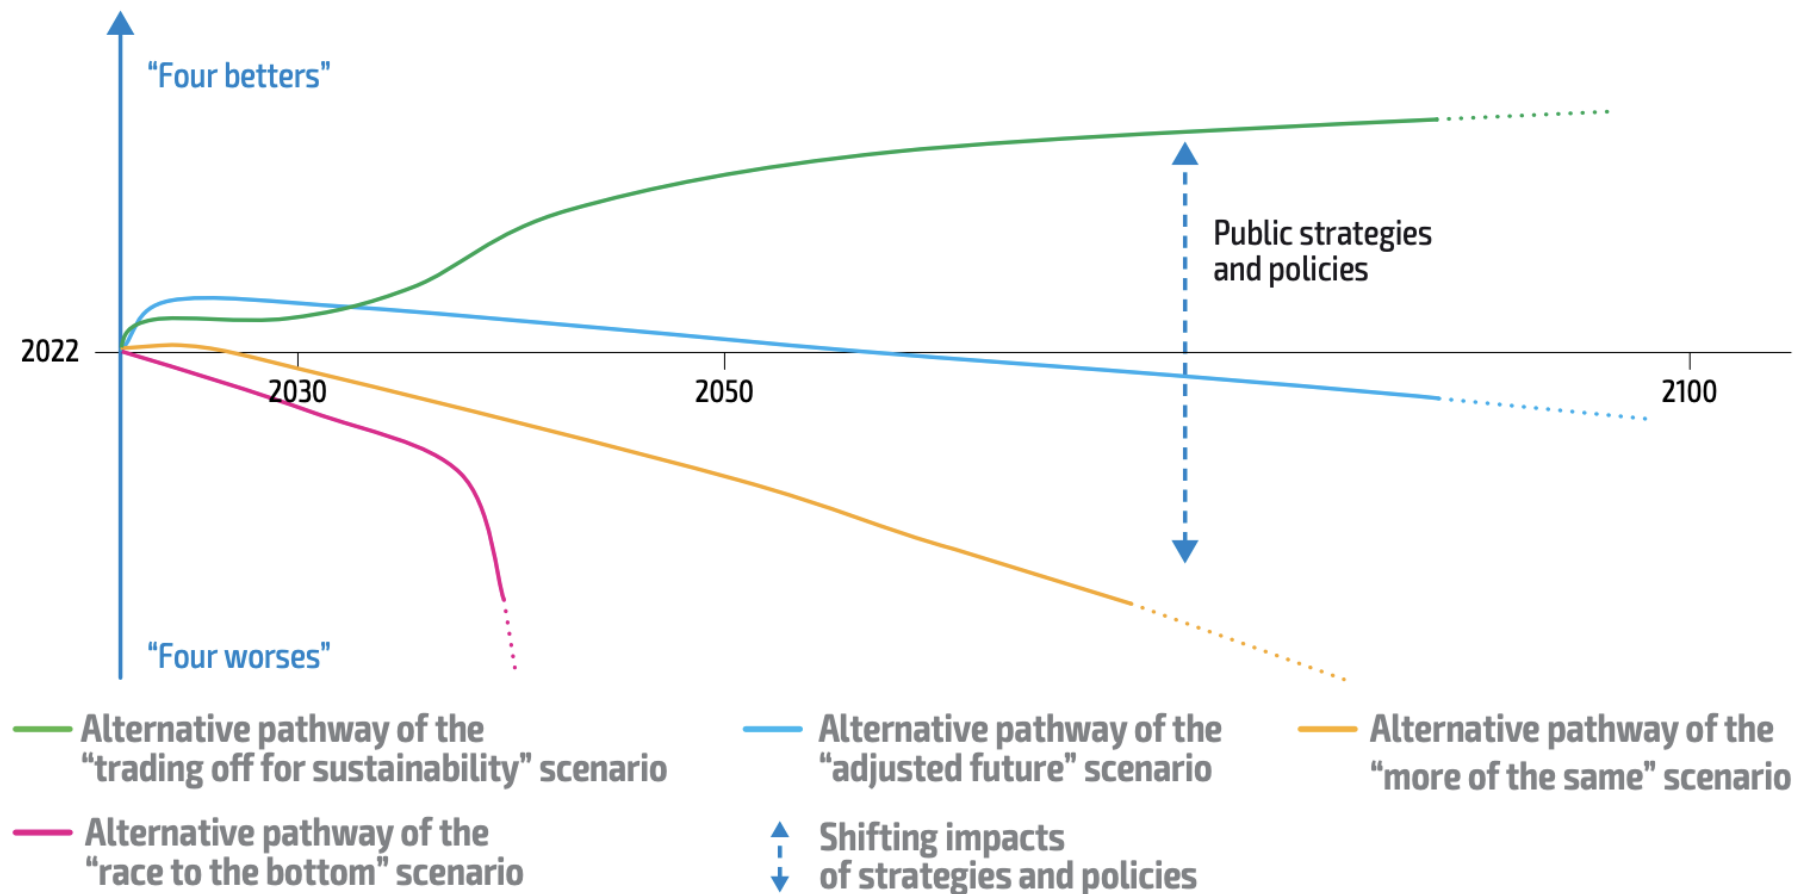 “Four betters”
Public strategies
and policies
2022
2030
2050
2100
“Four worses”
Alternative pathway of the
“trading off for sustainability” scenario
Alternative pathway of the
“adjusted future” scenario
Alternative pathway of the
“more of the same” scenario
Alternative pathway of the
“race to the bottom” scenario
Shifting impacts
of strategies and policies